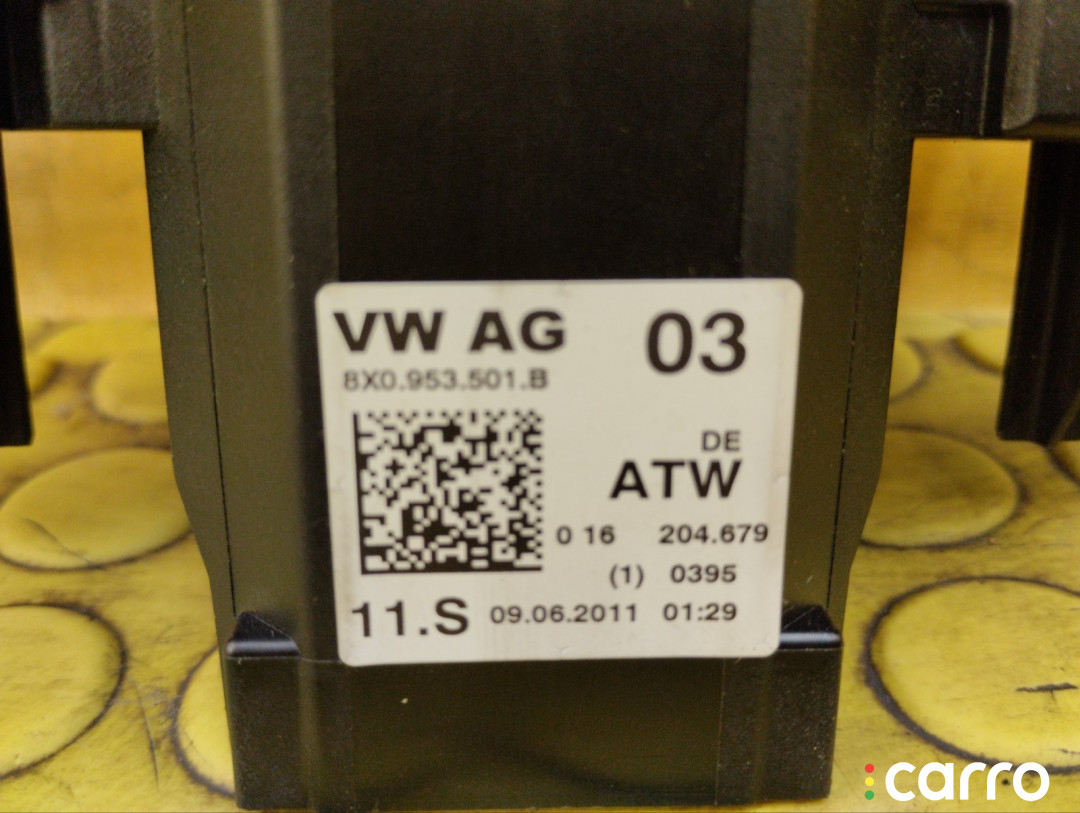 VW AG 03
8X0.953.501.B
DE
ATW
0 16 204.679
(1) 0395
11.S 09.06.2011 01:29
carro